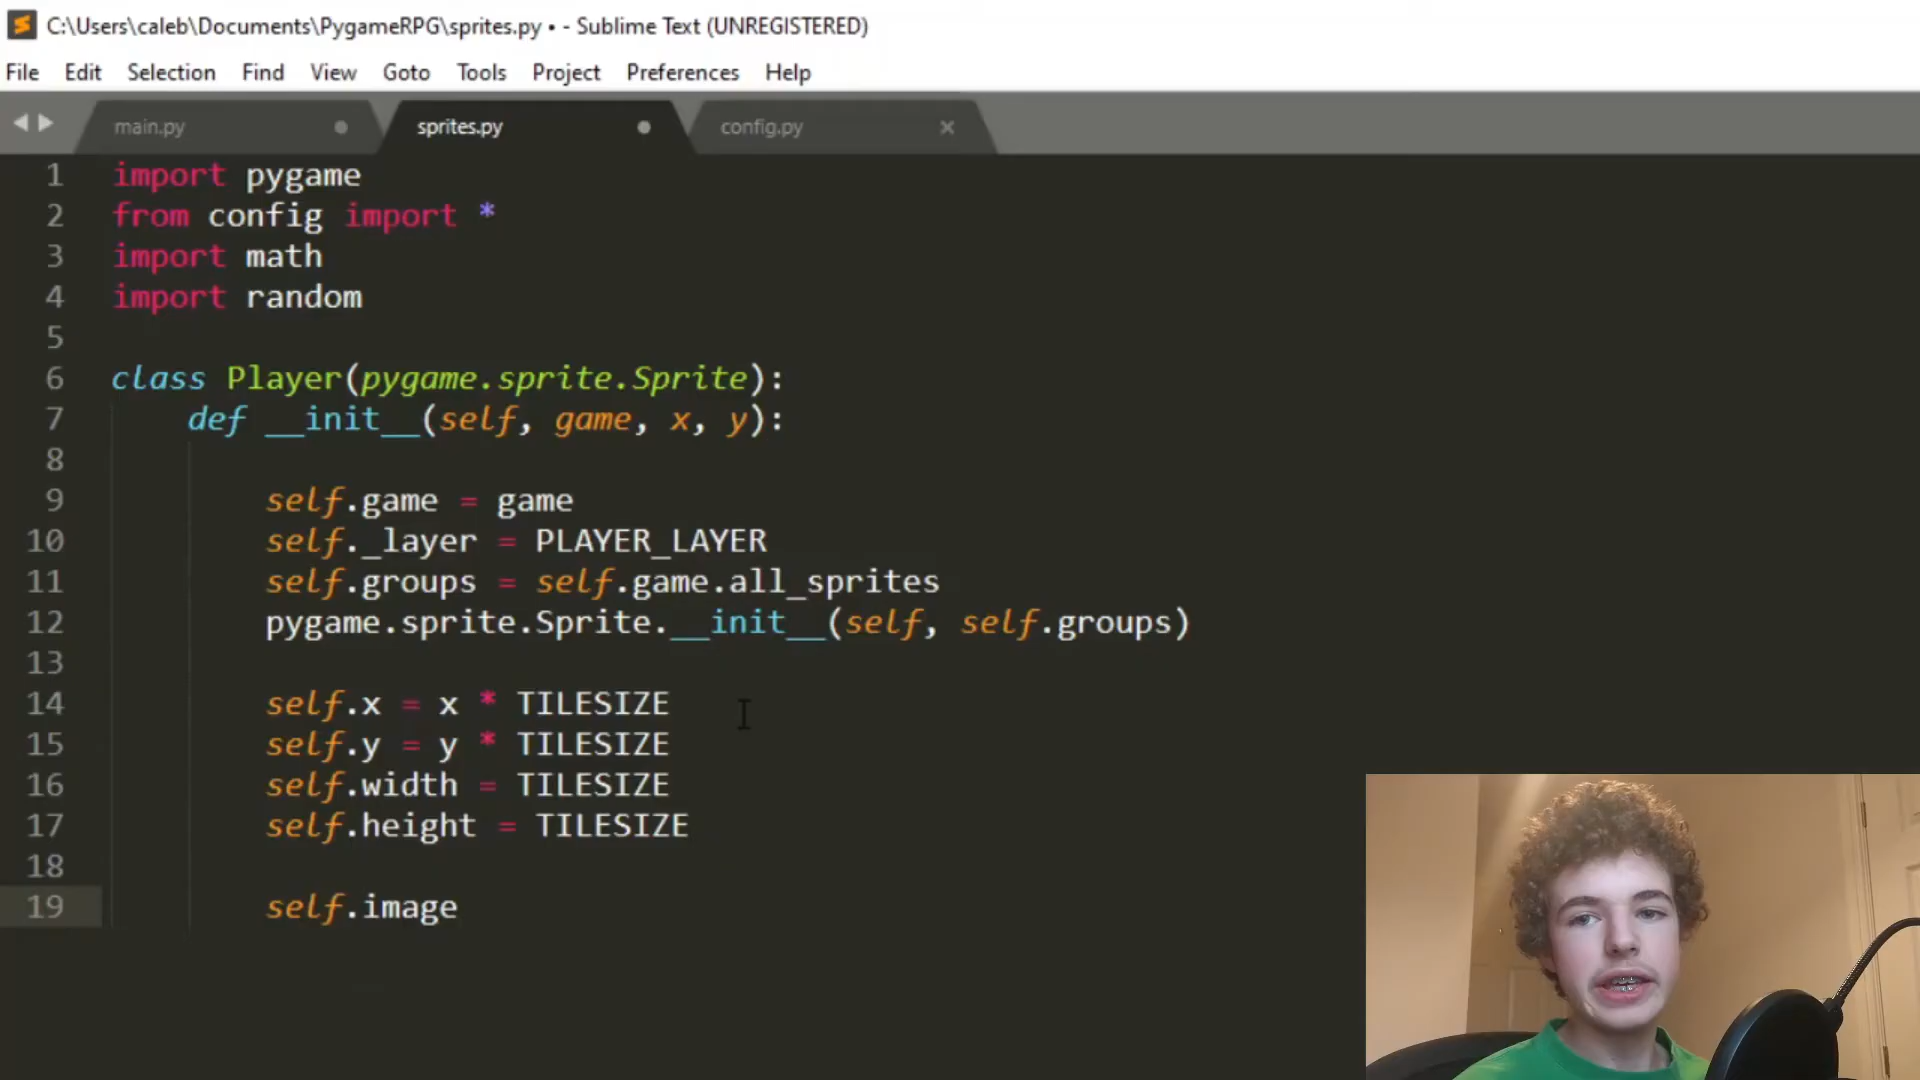 C:\Users\caleb\Documents\PygameRPG\sprites.py • - Sublime Text (UNREGISTERED)
File Edit Selection Find View Goto Tools Project Preferences Help
main.py sprites.py config.py
1 import pygame
2 from config import *
3 import math
4 import random
5
6 class Player(pygame.sprite.Sprite):
7 def __init__(self, game, x, y):
8
9 self.game = game
10 self._layer = PLAYER_LAYER
11 self.groups = self.game.all_sprites
12 pygame.sprite.Sprite.__init__(self, self.groups)
13
14 self.x = x * TILESIZE
15 self.y = y * TILESIZE
16 self.width = TILESIZE
17 self.height = TILESIZE
18
19 self.image